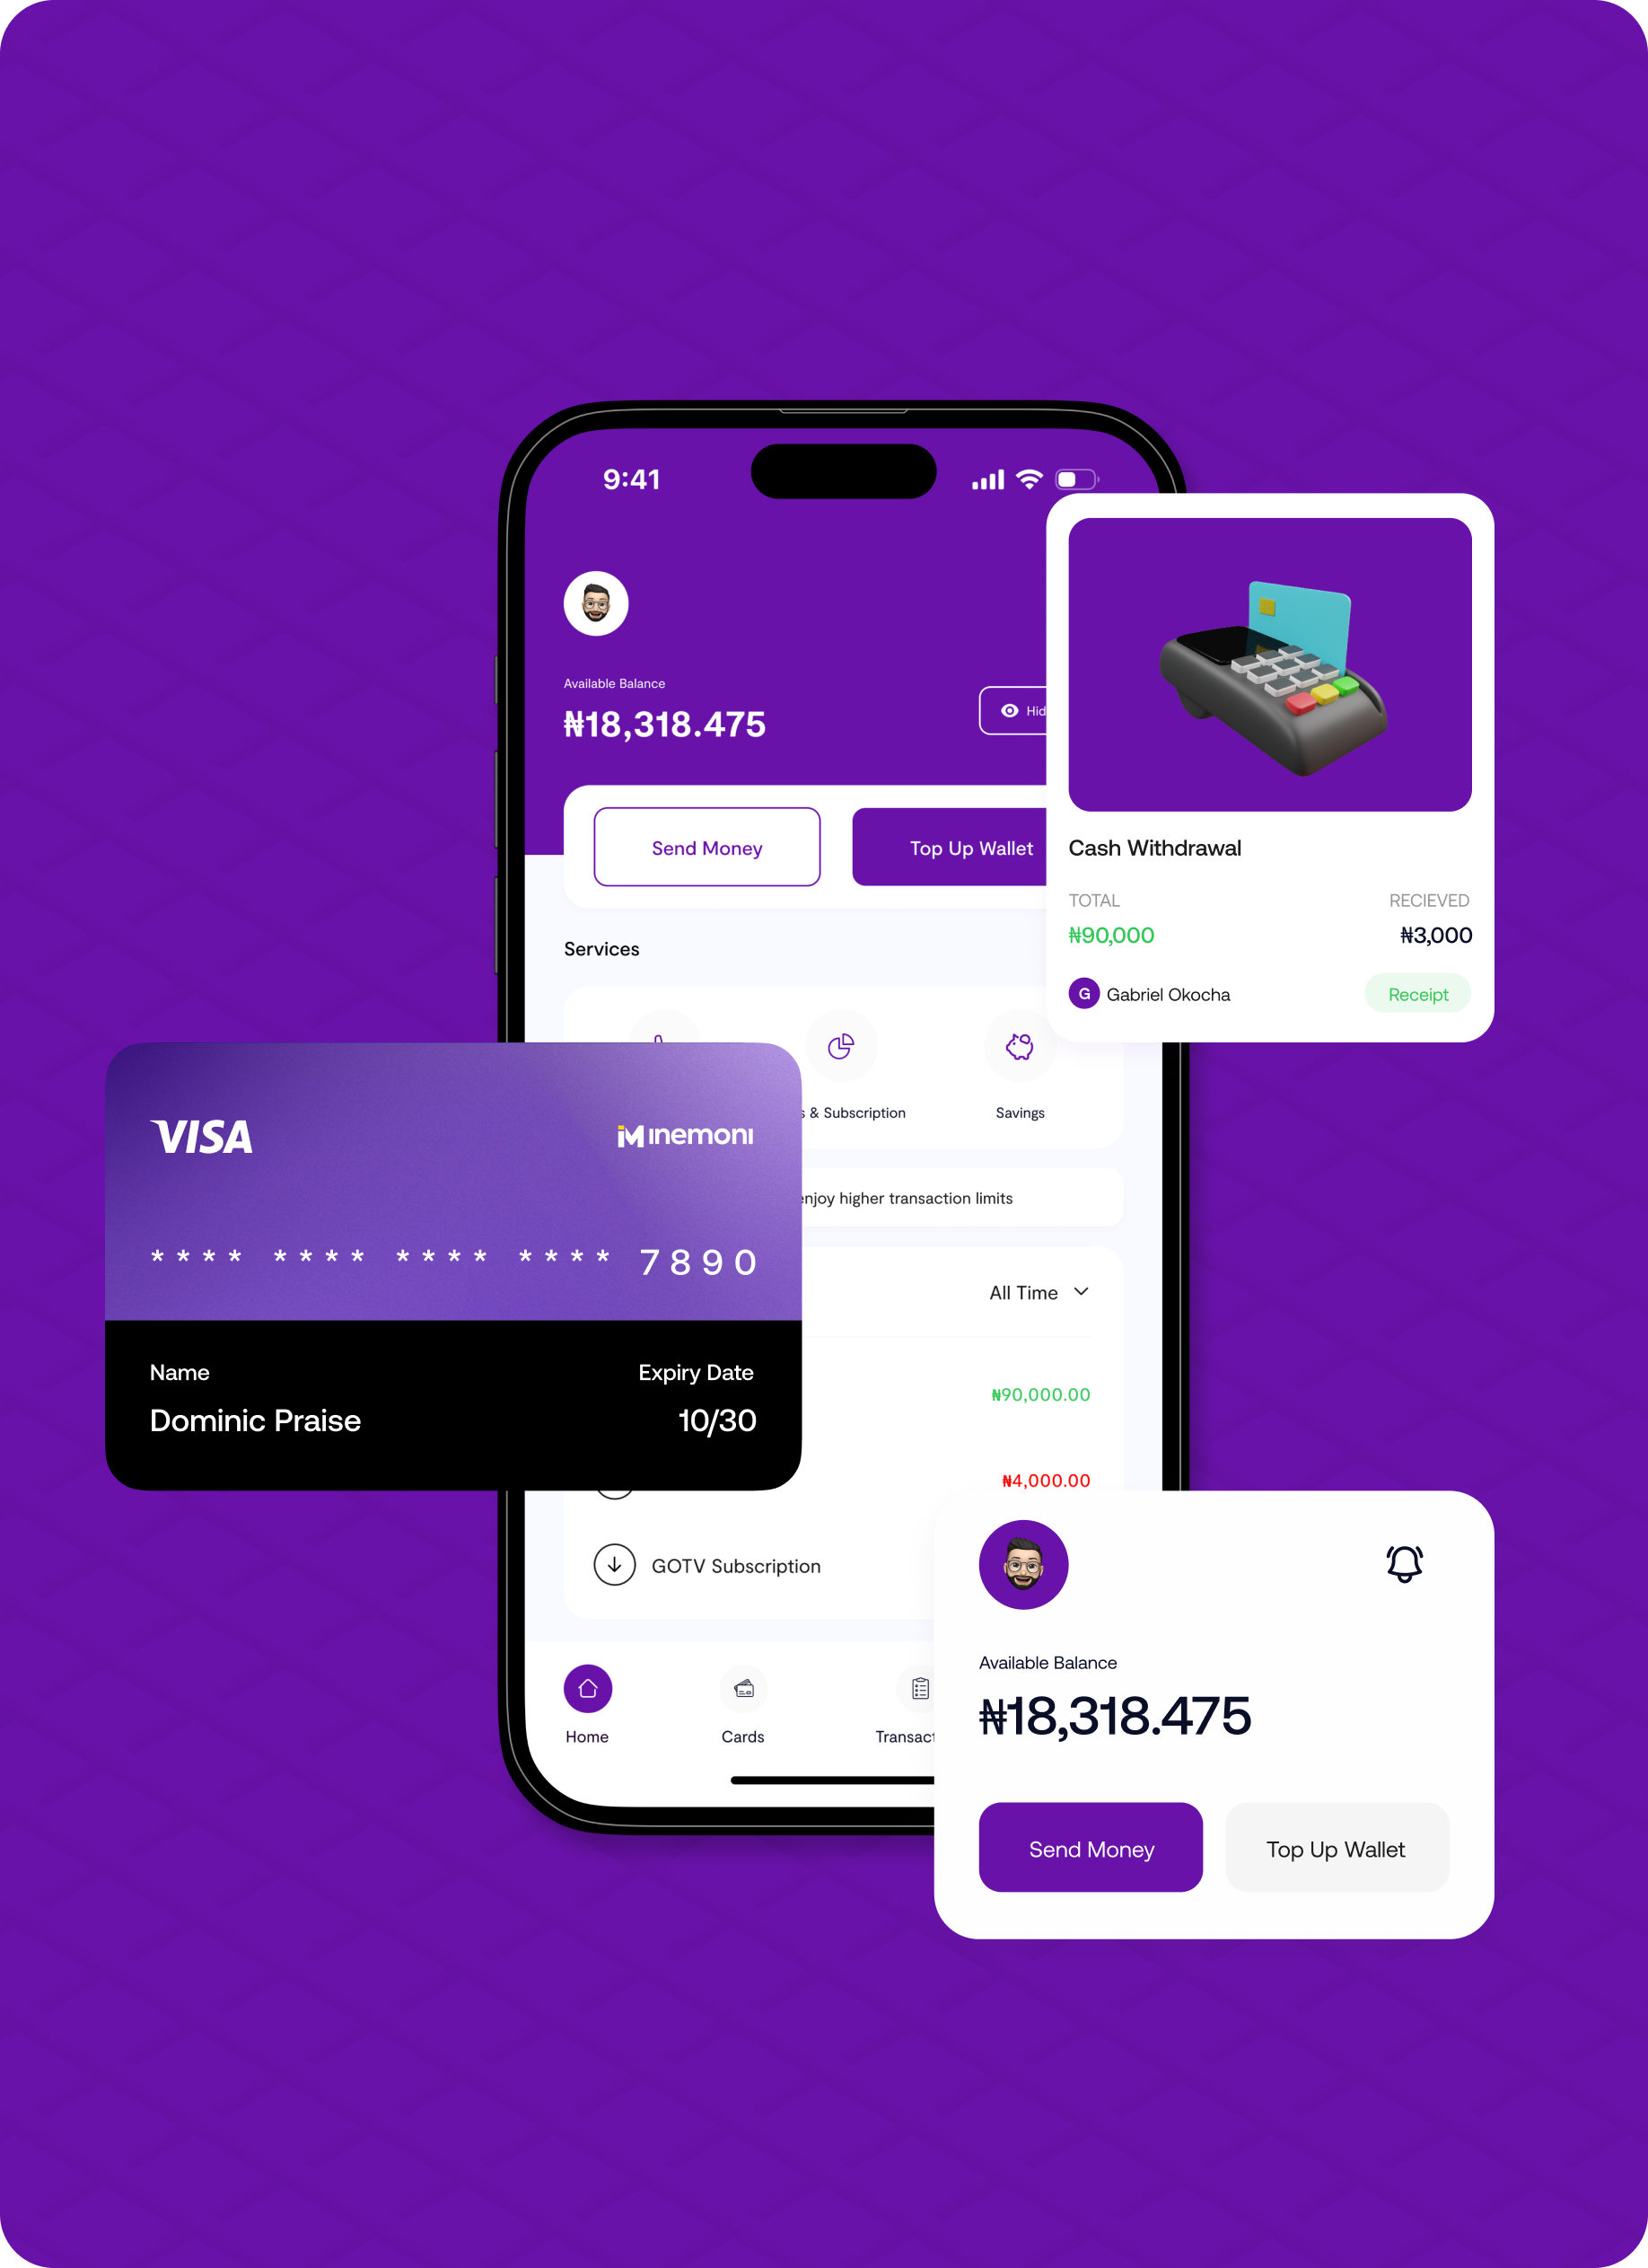 9:41
Available Balance
₦18,318.475
Send Money
Top Up Wallet
Services
& Subscription
Savings
enjoy higher transaction limits
All Time
₦90,000.00
₦4,000.00
GOTV Subscription
Home
Cards
Cash Withdrawal
TOTAL
RECIEVED
₦90,000
₦3,000
G
Gabriel Okocha
Receipt
VISA
ınemonı
**** **** **** **** 7890
Name
Expiry Date
Dominic Praise
10/30
Available Balance
₦18,318.475
Send Money
Top Up Wallet